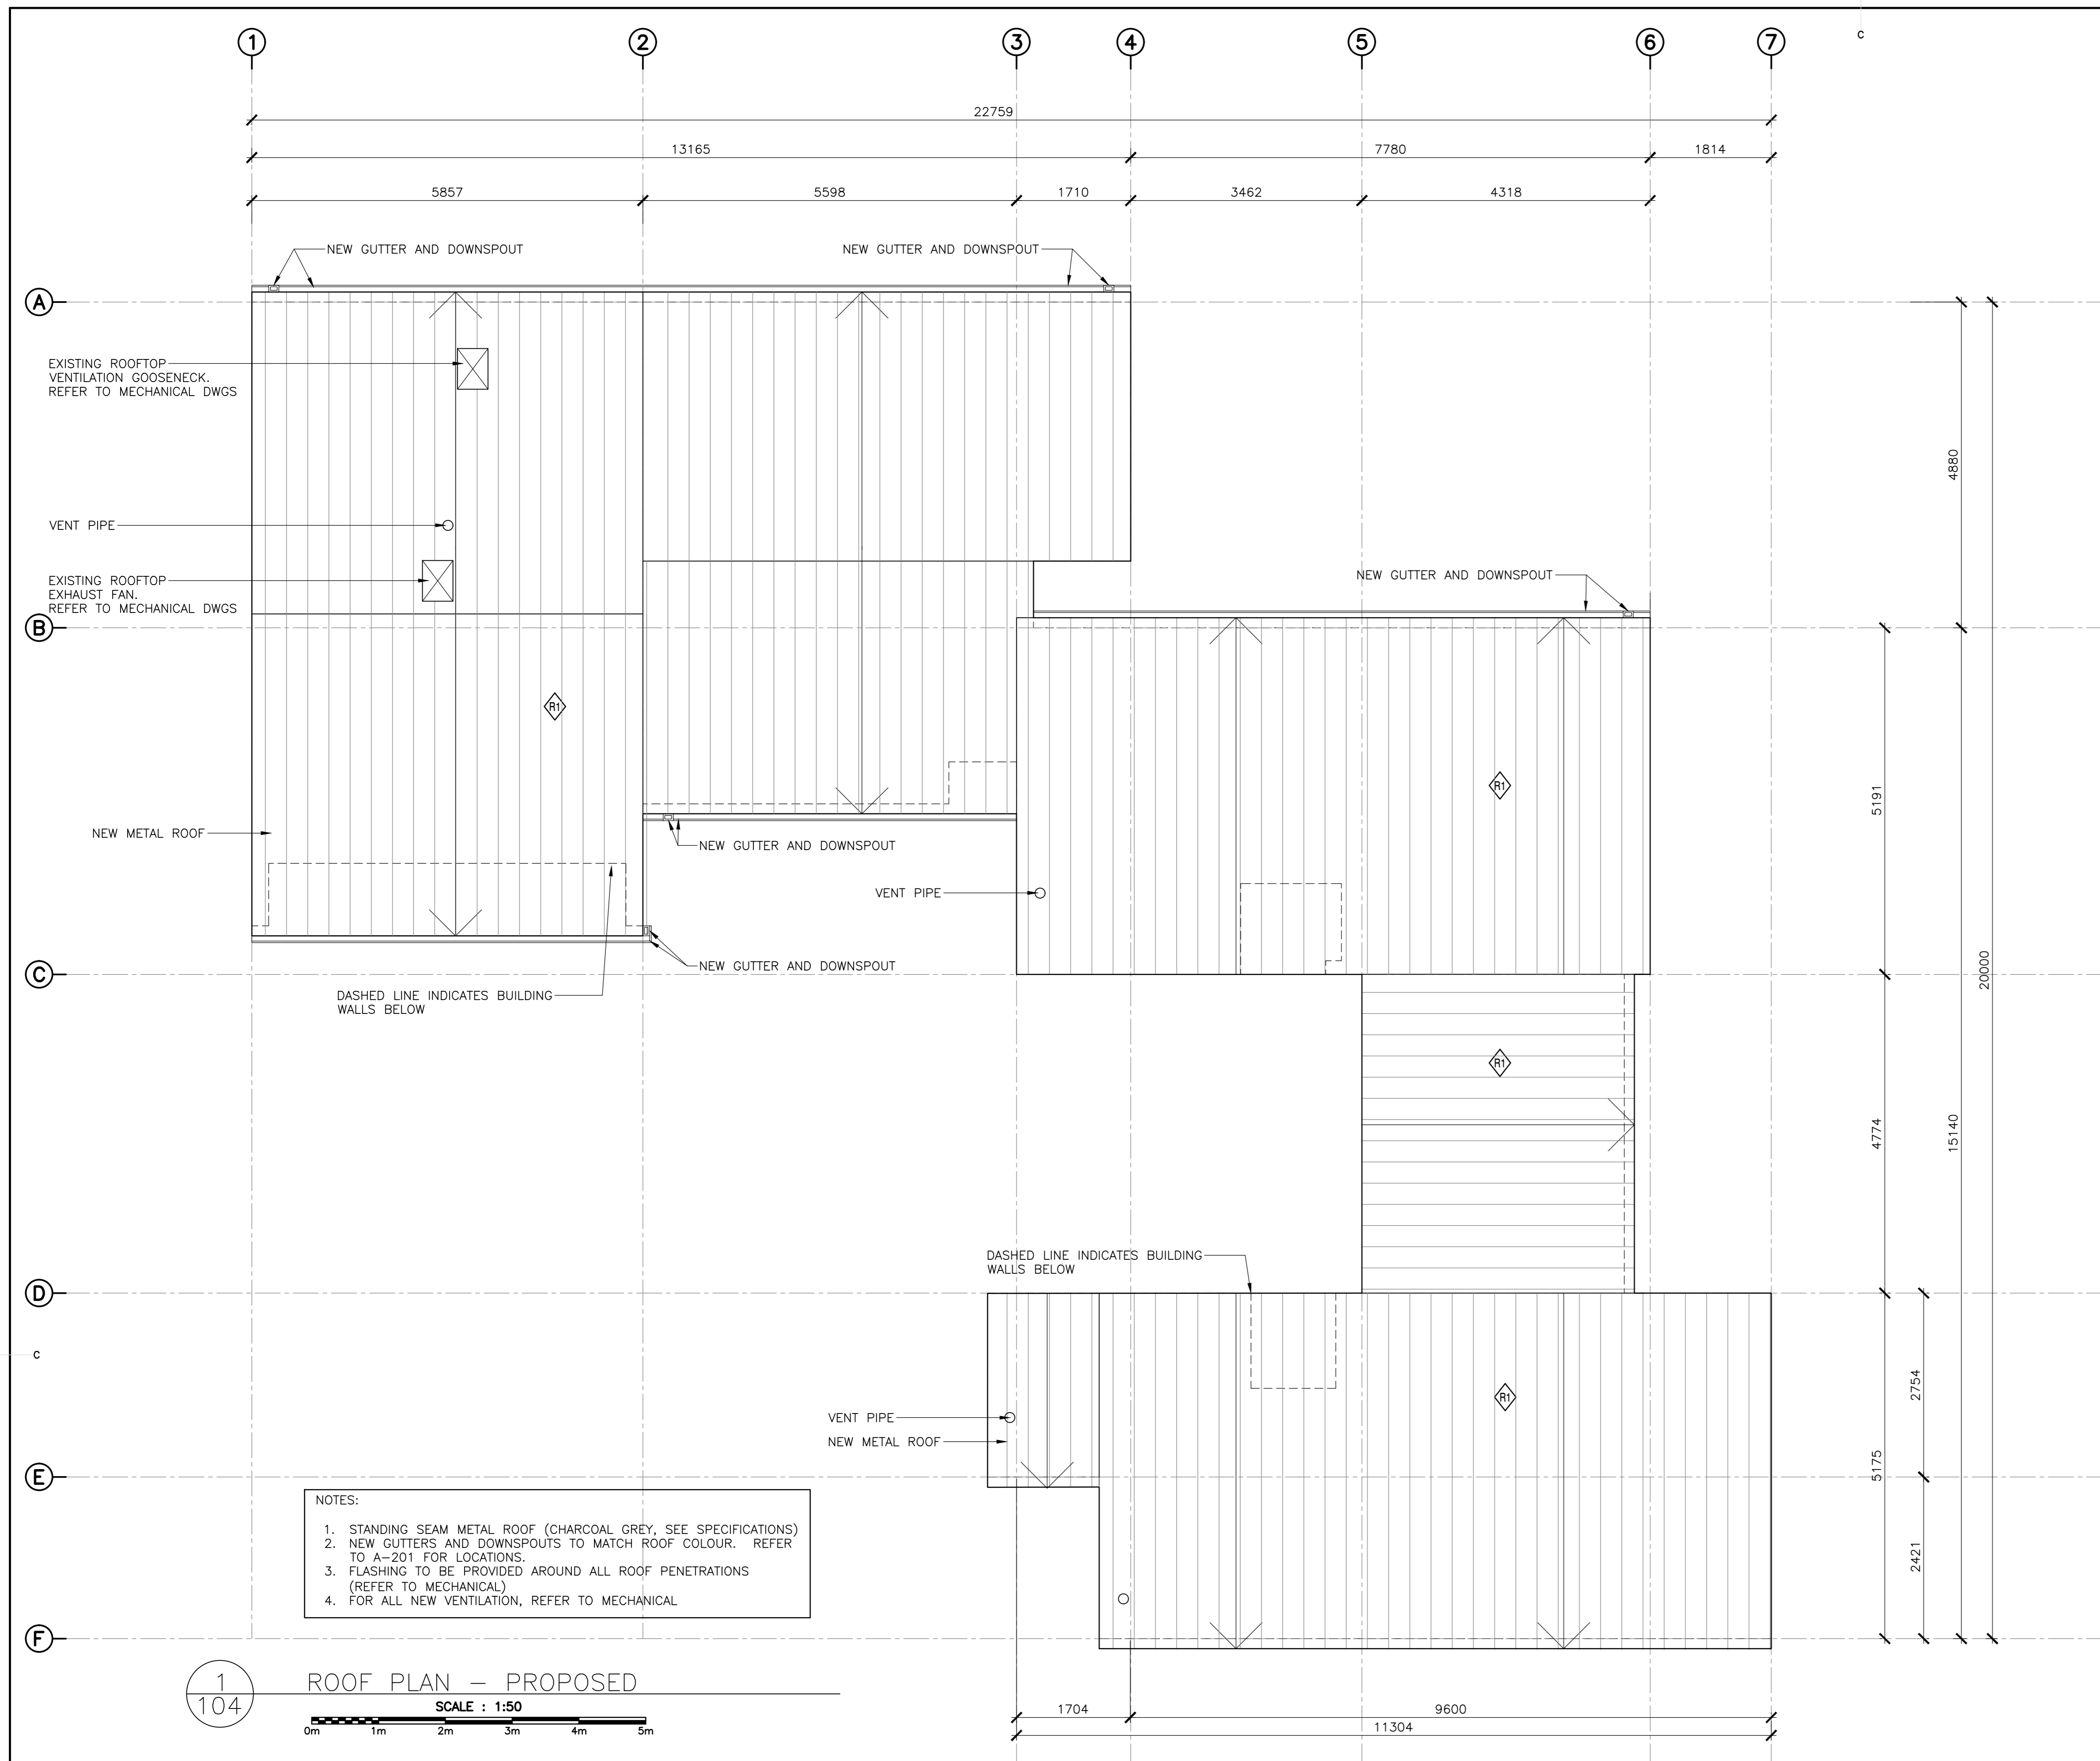 1 2 3 4 5 6 7
C
22759
13165 7780 1814
5857 5598 1710 3462 4318
NEW GUTTER AND DOWNSPOUT
NEW GUTTER AND DOWNSPOUT
A
EXISTING ROOFTOP
VENTILATION GOOSENECK.
REFER TO MECHANICAL DWGS
4880
VENT PIPE
EXISTING ROOFTOP
EXHAUST FAN.
REFER TO MECHANICAL DWGS
NEW GUTTER AND DOWNSPOUT
B
R1
R1
5191
NEW METAL ROOF
NEW GUTTER AND DOWNSPOUT
VENT PIPE
NEW GUTTER AND DOWNSPOUT
C
20000
DASHED LINE INDICATES BUILDING
WALLS BELOW
R1
4774
15140
DASHED LINE INDICATES BUILDING
WALLS BELOW
D
C
2754
R1
VENT PIPE
NEW METAL ROOF
5175
E
NOTES:
1. STANDING SEAM METAL ROOF (CHARCOAL GREY, SEE SPECIFICATIONS)
2. NEW GUTTERS AND DOWNSPOUTS TO MATCH ROOF COLOUR. REFER
TO A-201 FOR LOCATIONS.
3. FLASHING TO BE PROVIDED AROUND ALL ROOF PENETRATIONS
(REFER TO MECHANICAL)
4. FOR ALL NEW VENTILATION, REFER TO MECHANICAL
2421
F
1
104
ROOF PLAN - PROPOSED
SCALE : 1:50
0m 1m 2m 3m 4m 5m
1704 9600
11304